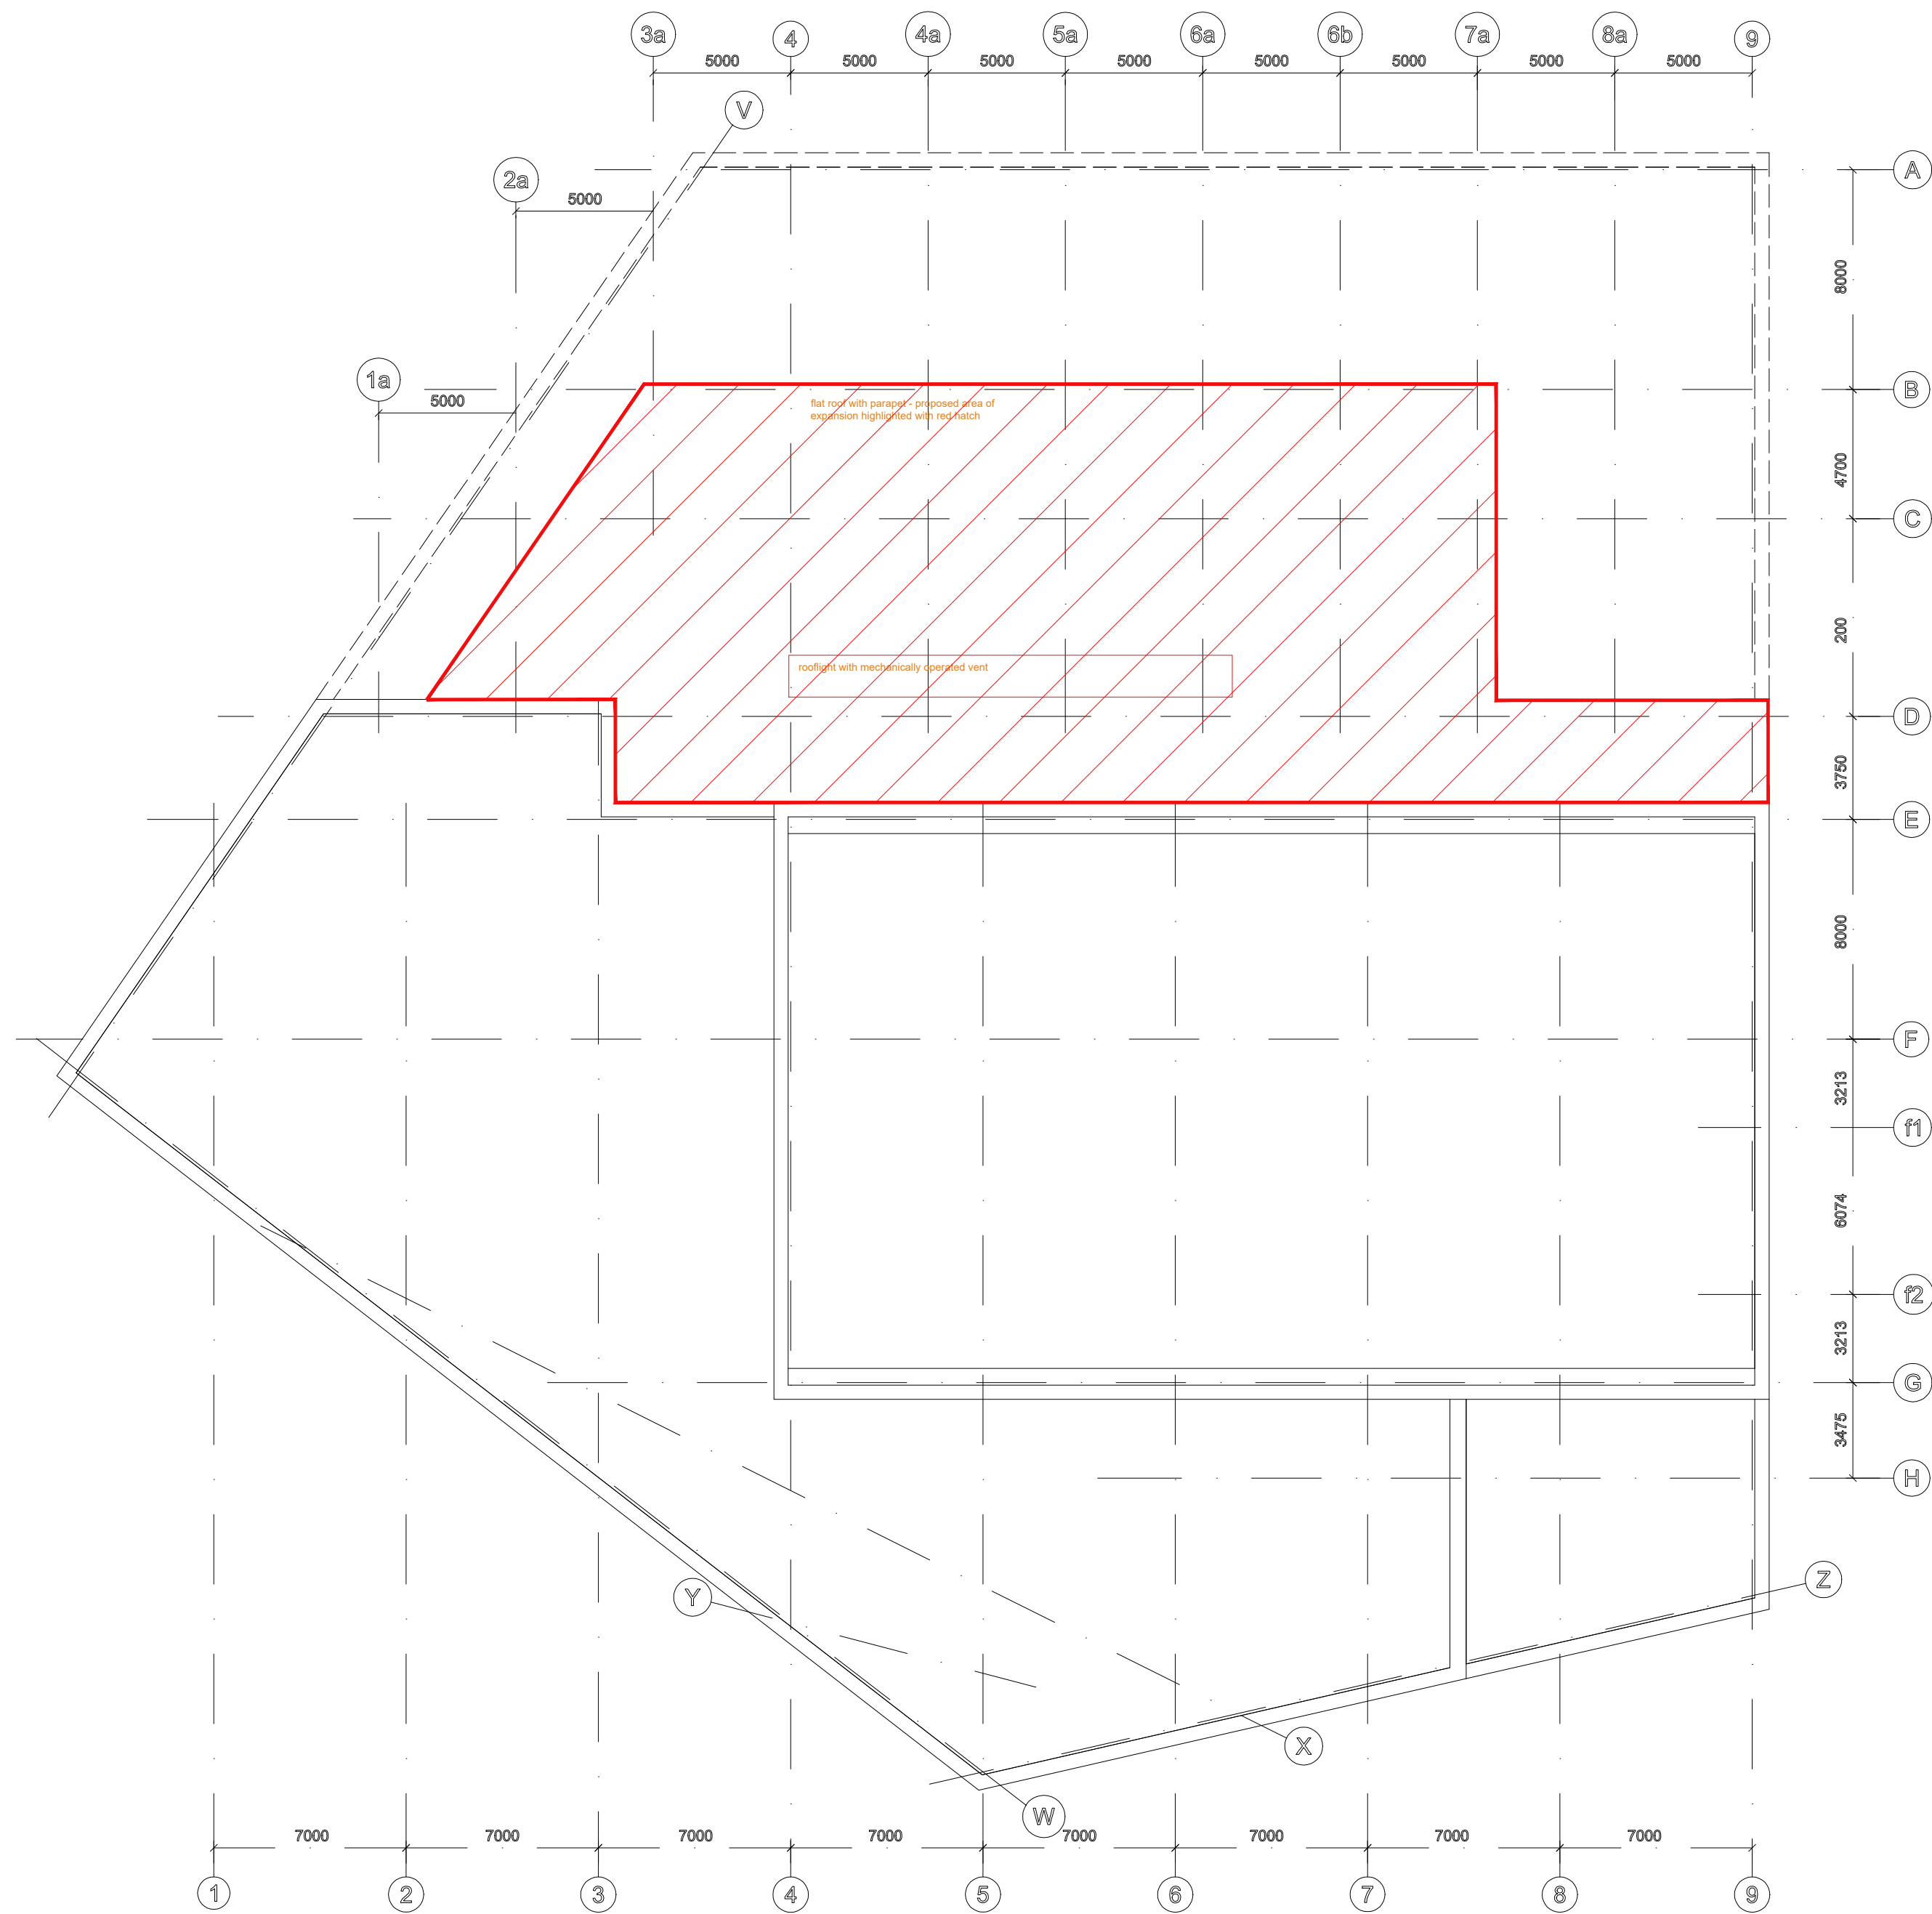 3a 4 4a 5a 6a 6b 7a 8a 9
5000 5000 5000 5000 5000 5000 5000 5000
V
A
2a
5000
8000
1a
5000
B
flat roof with parapet - proposed area of
expansion highlighted with red hatch
4700
C
200
rooflight with mechanically operated vent
D
3750
E
8000
F
3213
f1
6074
f2
3213
G
3475
H
Z
Y
X
W
7000 7000 7000 7000 7000 7000 7000 7000
1 2 3 4 5 6 7 8 9